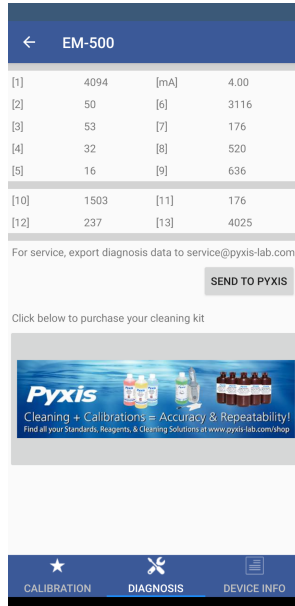 EM-500
[1] 4094 [mA] 4.00
[2] 50 [6] 3116
[3] 53 [7] 176
[4] 32 [8] 520
[5] 16 [9] 636
[10] 1503 [11] 176
[12] 237 [13] 4025
For service, export diagnosis data to service@pyxis-lab.com
SEND TO PYXIS
Click below to purchase your cleaning kit
Pyxis
Cleaning + Calibrations = Accuracy & Repeatability!
Find all your Standards, Reagents, & Cleaning Solutions at www.pyxis-lab.com/shop
CALIBRATION DIAGNOSIS DEVICE INFO